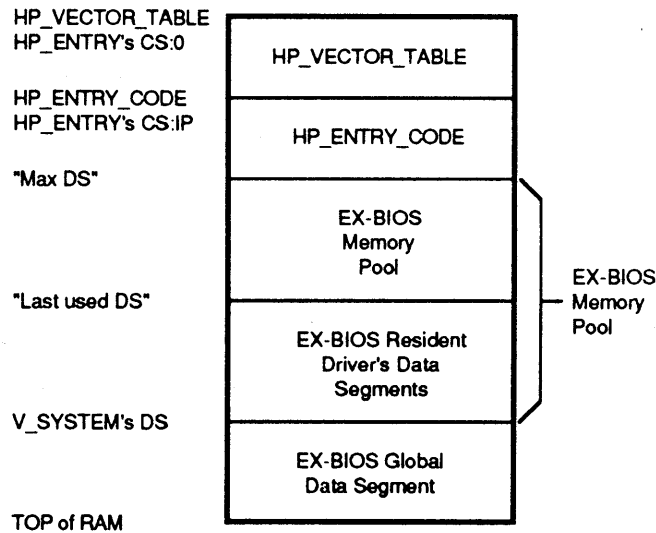 HP_VECTOR_TABLE
HP_ENTRY's CS:0
HP_VECTOR_TABLE
HP_ENTRY_CODE
HP_ENTRY's CS:IP
HP_ENTRY_CODE
"Max DS"
EX-BIOS
Memory
Pool
EX-BIOS
Memory
Pool
"Last used DS"
EX-BIOS Resident
Driver's Data
Segments
V_SYSTEM's DS
EX-BIOS Global
Data Segment
TOP of RAM